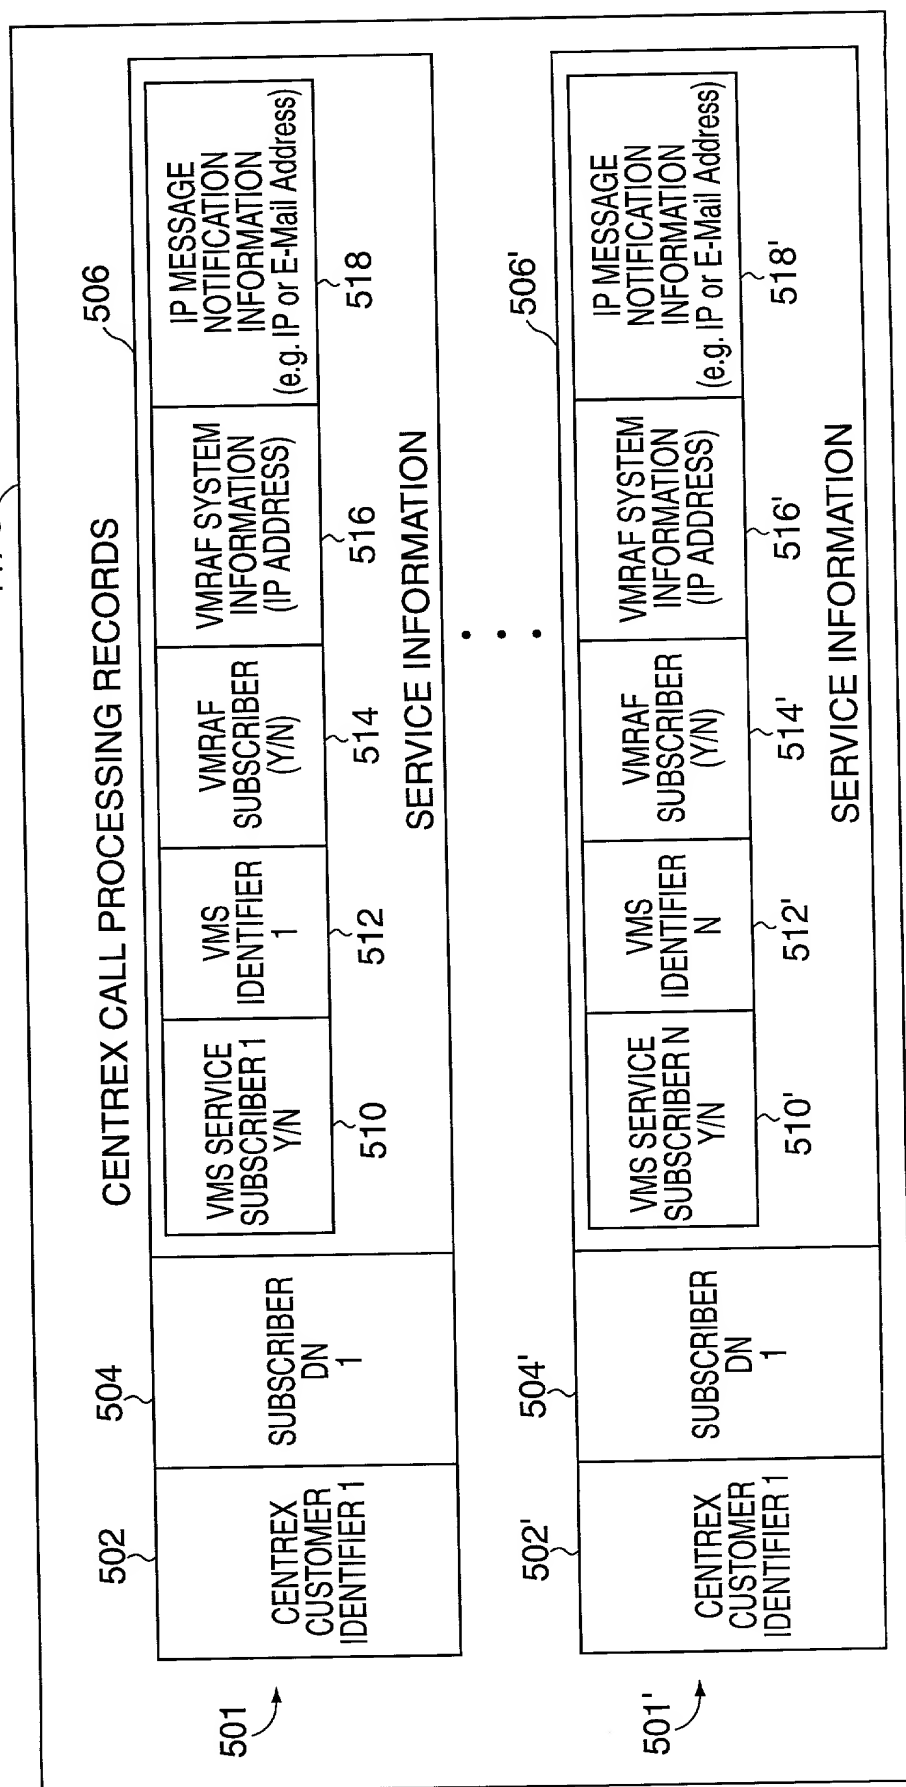 CENTREX CALL PROCESSING RECORDS
501
502
504
506
CENTREX
CUSTOMER
IDENTIFIER 1
SUBSCRIBER
DN
1
VMS SERVICE
SUBSCRIBER 1
Y/N
510
VMS
IDENTIFIER
1
512
VMRAF
SUBSCRIBER
(Y/N)
514
VMRAF SYSTEM
INFORMATION
(IP ADDRESS)
516
IP MESSAGE
NOTIFICATION
INFORMATION
(e.g. IP or E-Mail Address)
518
SERVICE INFORMATION
501'
502'
504'
506'
CENTREX
CUSTOMER
IDENTIFIER 1
SUBSCRIBER
DN
1
VMS SERVICE
SUBSCRIBER N
Y/N
510'
VMS
IDENTIFIER
N
512'
VMRAF
SUBSCRIBER
(Y/N)
514'
VMRAF SYSTEM
INFORMATION
(IP ADDRESS)
516'
IP MESSAGE
NOTIFICATION
INFORMATION
(e.g. IP or E-Mail Address)
518'
SERVICE INFORMATION